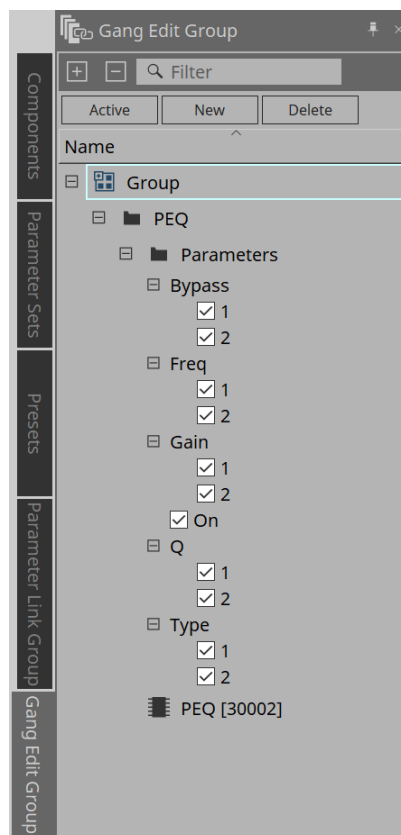 Gang Edit Group
Filter
Active New Delete
Name
Group
PEQ
Parameters
Bypass
1
2
Freq
1
2
Gain
1
2
On
Q
1
2
Type
1
2
PEQ [30002]
Components
Parameter Sets
Presets
Parameter Link Group
Gang Edit Group